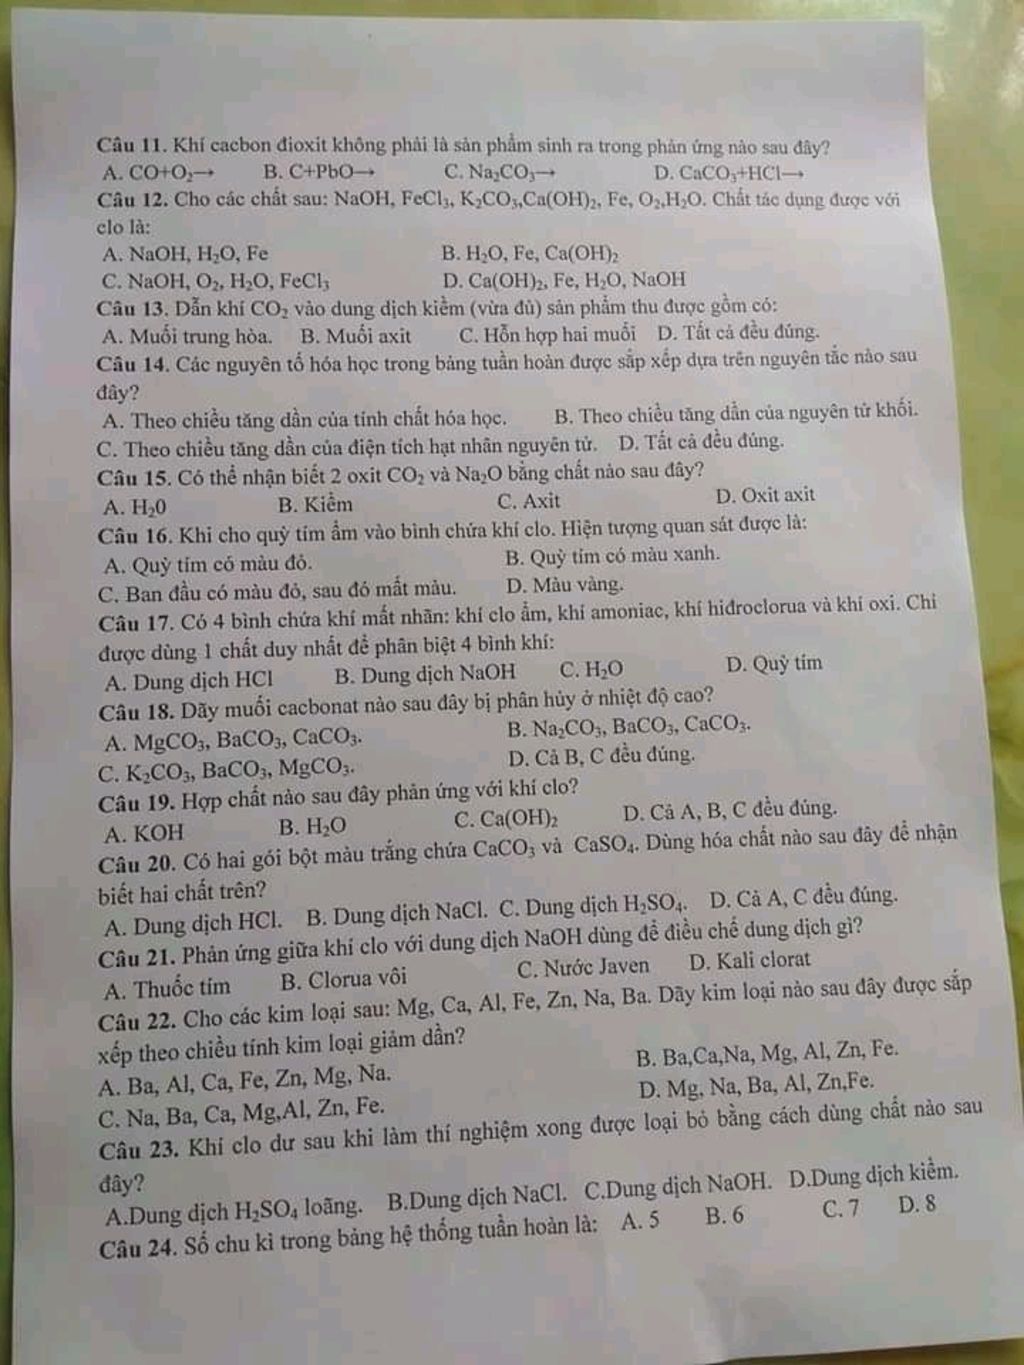 Câu 11. Khí cacbon đioxit không phải là sản phẩm sinh ra trong phản ứng nào sau đây?
A. CO+O₂→ B. C+PbO→ C. Na₂CO₃→ D. CaCO₃+HCl→
Câu 12. Cho các chất sau: NaOH, FeCl₃, K₂CO₃,Ca(OH)₂, Fe, O₂,H₂O. Chất tác dụng được với
clo là:
A. NaOH, H₂O, Fe B. H₂O, Fe, Ca(OH)₂
C. NaOH, O₂, H₂O, FeCl₃ D. Ca(OH)₂, Fe, H₂O, NaOH
Câu 13. Dẫn khí CO₂ vào dung dịch kiềm (vừa đủ) sản phẩm thu được gồm có:
A. Muối trung hòa. B. Muối axit C. Hỗn hợp hai muối D. Tất cả đều đúng.
Câu 14. Các nguyên tố hóa học trong bảng tuần hoàn được sắp xếp dựa trên nguyên tắc nào sau
đây?
A. Theo chiều tăng dần của tính chất hóa học. B. Theo chiều tăng dần của nguyên tử khối.
C. Theo chiều tăng dần của điện tích hạt nhân nguyên tử. D. Tất cả đều đúng.
Câu 15. Có thể nhận biết 2 oxit CO₂ và Na₂O bằng chất nào sau đây?
A. H₂0 B. Kiềm C. Axit D. Oxit axit
Câu 16. Khi cho quỳ tím ẩm vào bình chứa khí clo. Hiện tượng quan sát được là:
A. Quỳ tím có màu đỏ. B. Quỳ tím có màu xanh.
C. Ban đầu có màu đỏ, sau đó mất màu. D. Màu vàng.
Câu 17. Có 4 bình chứa khí mất nhãn: khí clo ẩm, khí amoniac, khí hiđroclorua và khí oxi. Chỉ
được dùng 1 chất duy nhất để phân biệt 4 bình khí:
A. Dung dịch HCl B. Dung dịch NaOH C. H₂O D. Quỳ tím
Câu 18. Dãy muối cacbonat nào sau đây bị phân hủy ở nhiệt độ cao?
A. MgCO₃, BaCO₃, CaCO₃. B. Na₂CO₃, BaCO₃, CaCO₃.
C. K₂CO₃, BaCO₃, MgCO₃. D. Cả B, C đều đúng.
Câu 19. Hợp chất nào sau đây phản ứng với khí clo?
A. KOH B. H₂O C. Ca(OH)₂ D. Cả A, B, C đều đúng.
Câu 20. Có hai gói bột màu trắng chứa CaCO₃ và CaSO₄. Dùng hóa chất nào sau đây để nhận
biết hai chất trên?
A. Dung dịch HCl. B. Dung dịch NaCl. C. Dung dịch H₂SO₄. D. Cả A, C đều đúng.
Câu 21. Phản ứng giữa khí clo với dung dịch NaOH dùng để điều chế dung dịch gì?
A. Thuốc tím B. Clorua vôi C. Nước Javen D. Kali clorat
Câu 22. Cho các kim loại sau: Mg, Ca, Al, Fe, Zn, Na, Ba. Dãy kim loại nào sau đây được sắp
xếp theo chiều tính kim loại giảm dần?
A. Ba, Al, Ca, Fe, Zn, Mg, Na. B. Ba,Ca,Na, Mg, Al, Zn, Fe.
C. Na, Ba, Ca, Mg,Al, Zn, Fe. D. Mg, Na, Ba, Al, Zn,Fe.
Câu 23. Khí clo dư sau khi làm thí nghiệm xong được loại bỏ bằng cách dùng chất nào sau
đây?
A.Dung dịch H₂SO₄ loãng. B.Dung dịch NaCl. C.Dung dịch NaOH. D.Dung dịch kiềm.
Câu 24. Số chu kì trong bảng hệ thống tuần hoàn là: A. 5 B. 6 C. 7 D. 8